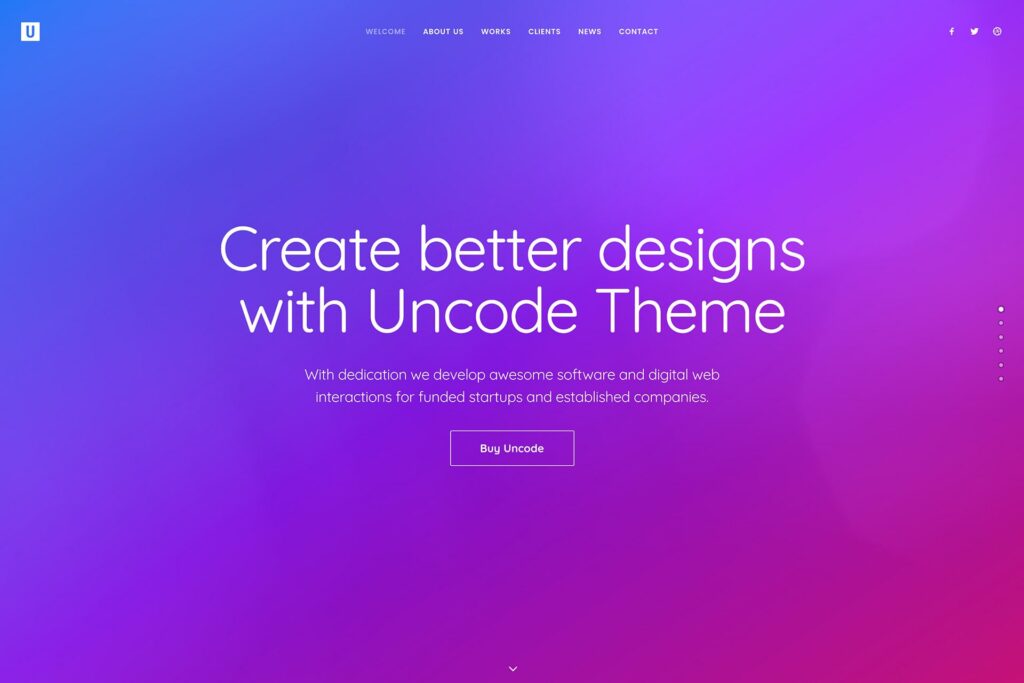 U
WELCOME ABOUT US WORKS CLIENTS NEWS CONTACT
Create better designs
with Uncode Theme
With dedication we develop awesome software and digital web
interactions for funded startups and established companies.
Buy Uncode